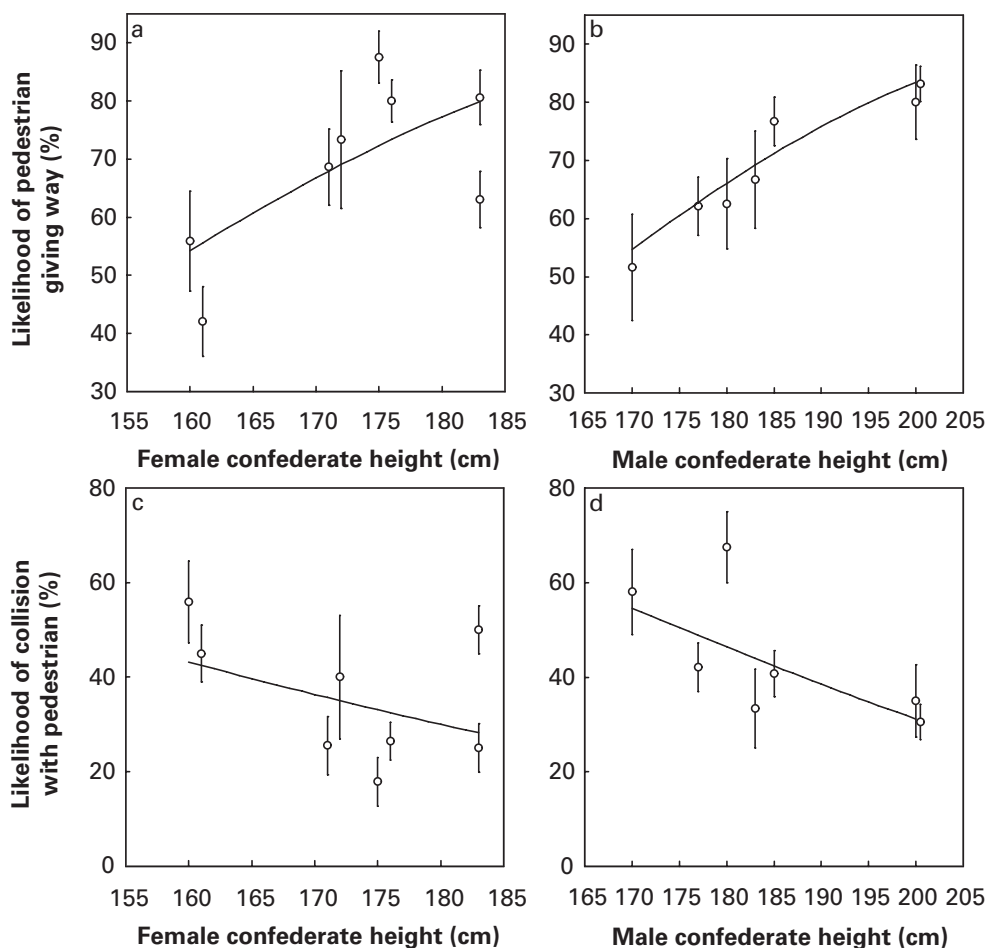 a
b
90
80
70
60
50
40
30
Likelihood of pedestrian
giving way (%)
155 160 165 170 175 180 185
Female confederate height (cm)
90
80
70
60
50
40
30
165 170 175 180 185 190 195 200 205
Male confederate height (cm)
c
d
80
60
40
20
0
Likelihood of collision
with pedestrian (%)
155 160 165 170 175 180 185
Female confederate height (cm)
80
60
40
20
0
165 170 175 180 185 190 195 200 205
Male confederate height (cm)